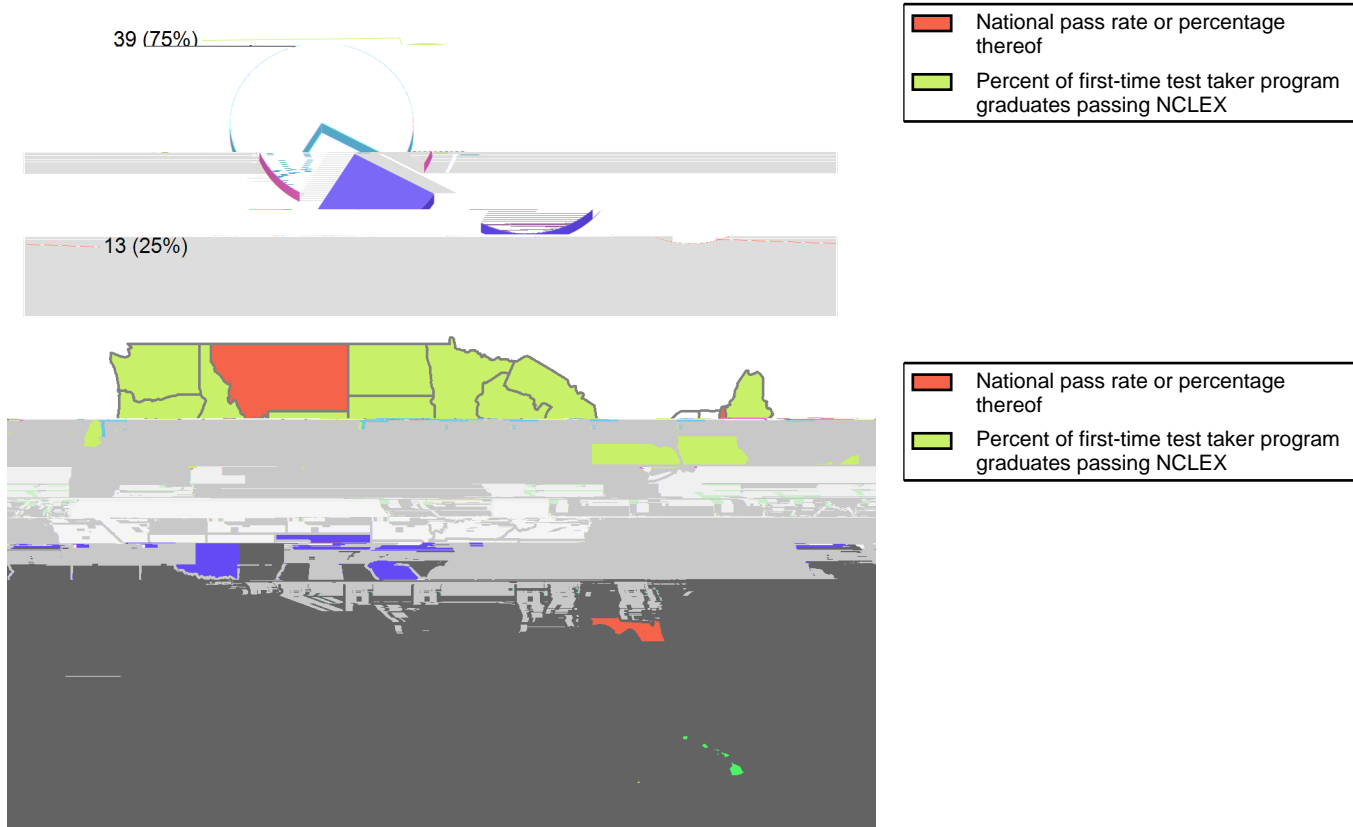 39 (75%)
13 (25%)
National pass rate or percentage
thereof
Percent of first-time test taker program
graduates passing NCLEX
National pass rate or percentage
thereof
Percent of first-time test taker program
graduates passing NCLEX